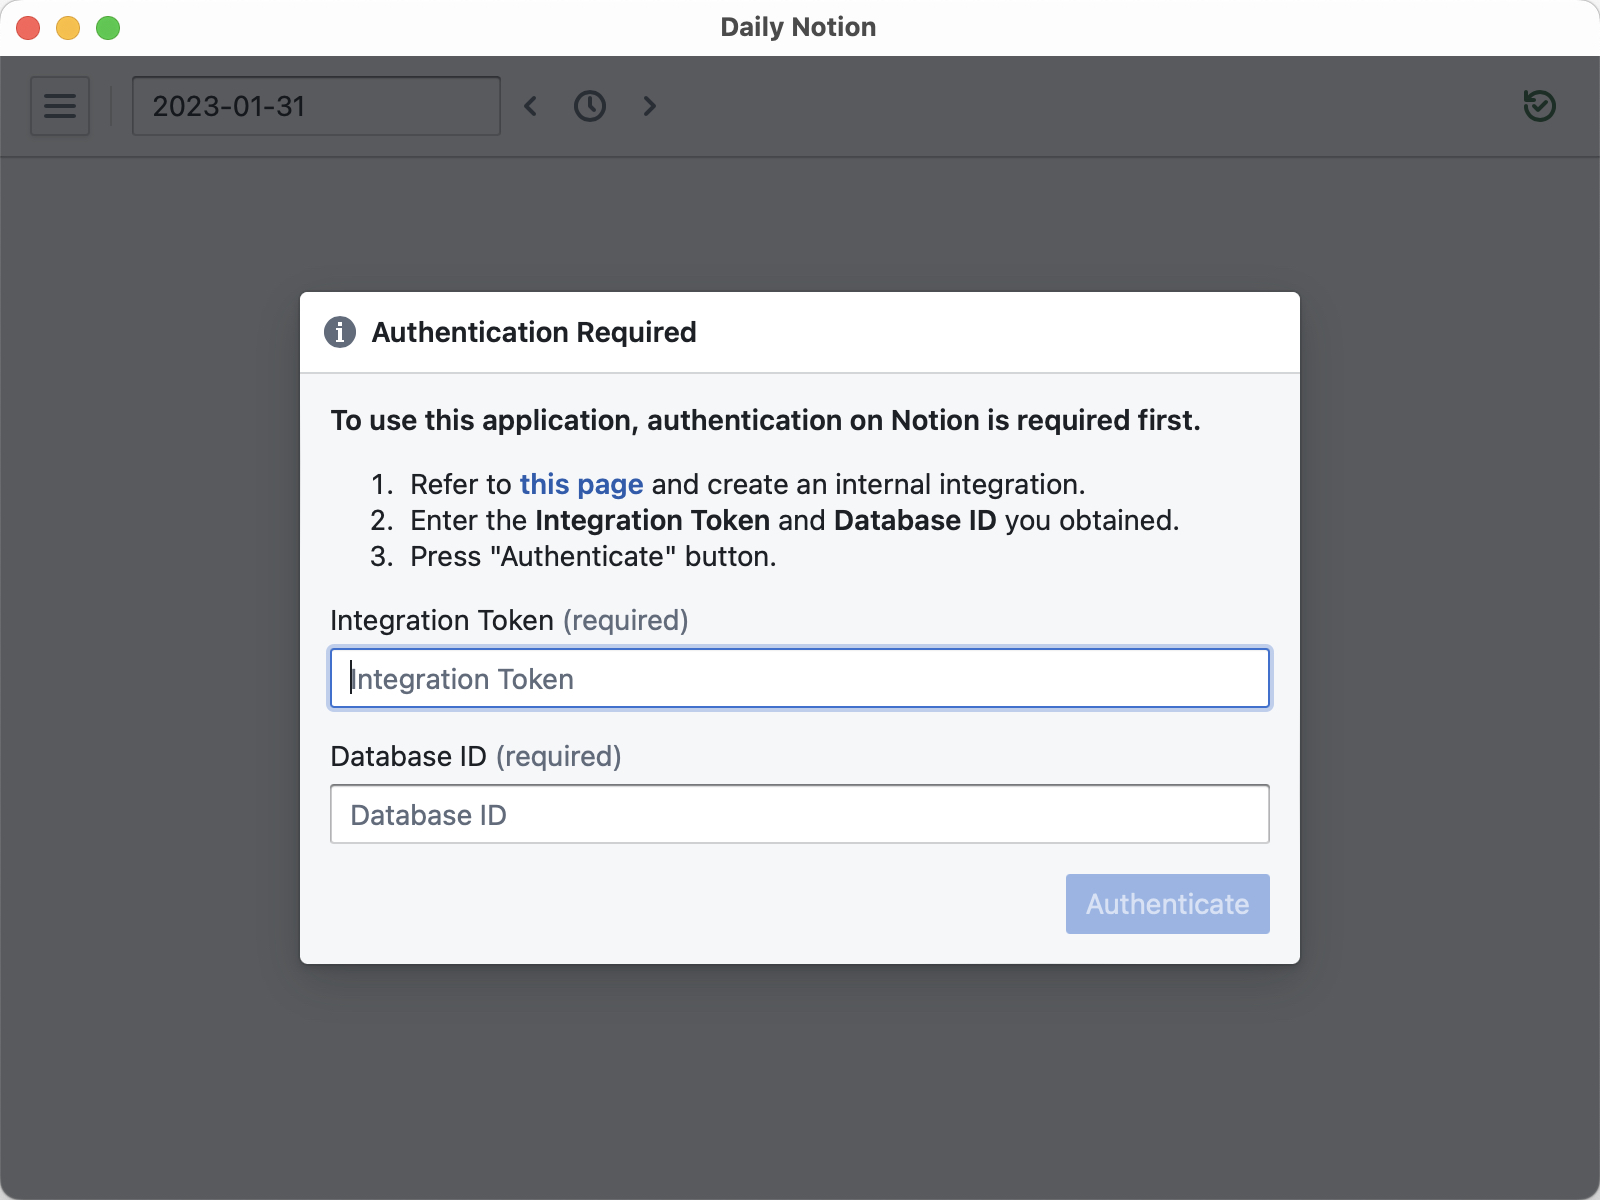 Daily Notion
2023-01-31
Authentication Required
To use this application, authentication on Notion is required first.
1. Refer to this page and create an internal integration.
2. Enter the Integration Token and Database ID you obtained.
3. Press "Authenticate" button.
Integration Token (required)
Integration Token
Database ID (required)
Database ID
Authenticate